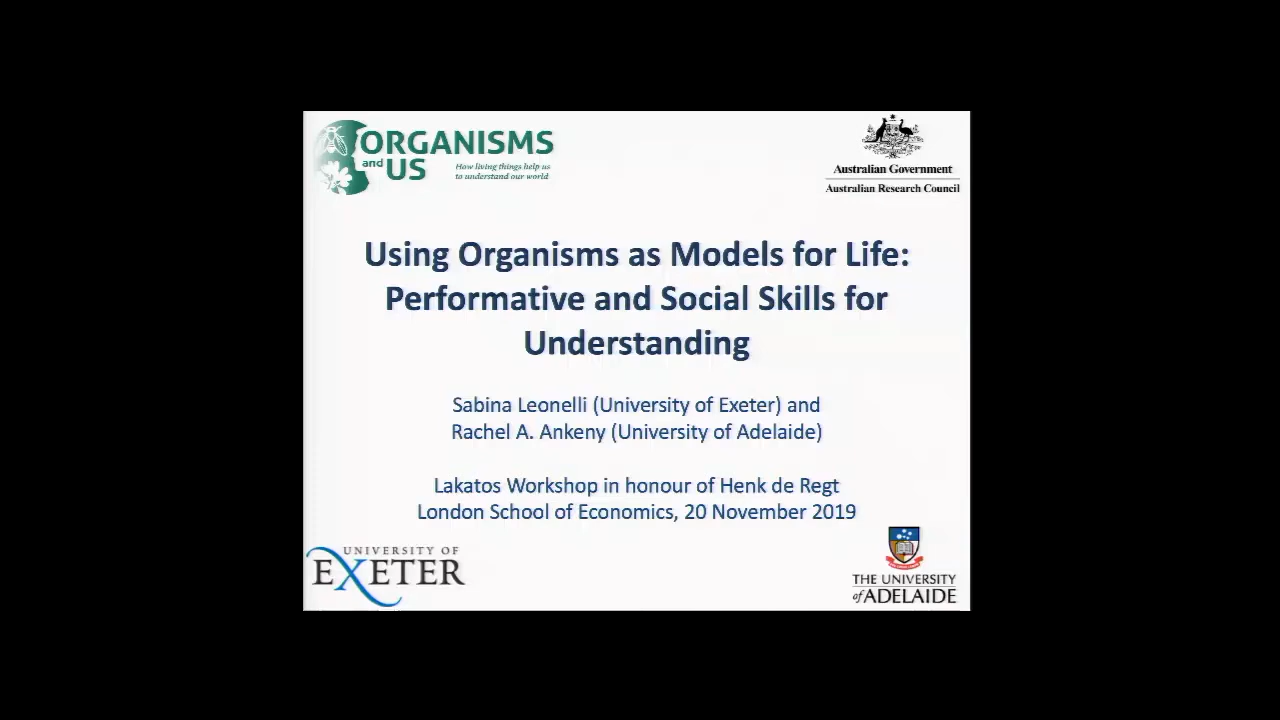 ORGANISMS
and US
How living things help us
to understand our world
Australian Government
Australian Research Council
Using Organisms as Models for Life:
Performative and Social Skills for
Understanding
Sabina Leonelli (University of Exeter) and
Rachel A. Ankeny (University of Adelaide)
Lakatos Workshop in honour of Henk de Regt
London School of Economics, 20 November 2019
UNIVERSITY OF
EXETER
THE UNIVERSITY
of ADELAIDE